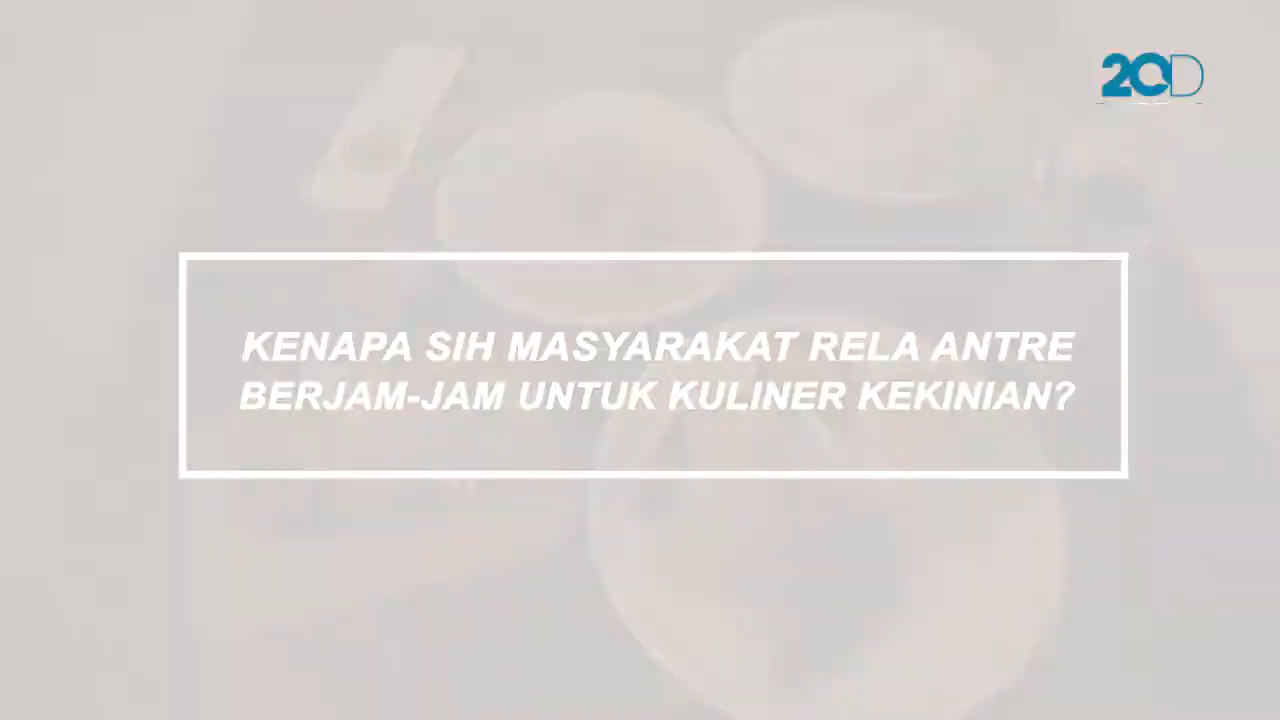 20D
KENAPA SIH MASYARAKAT RELA ANTRE
BERJAM-JAM UNTUK KULINER KEKINIAN?